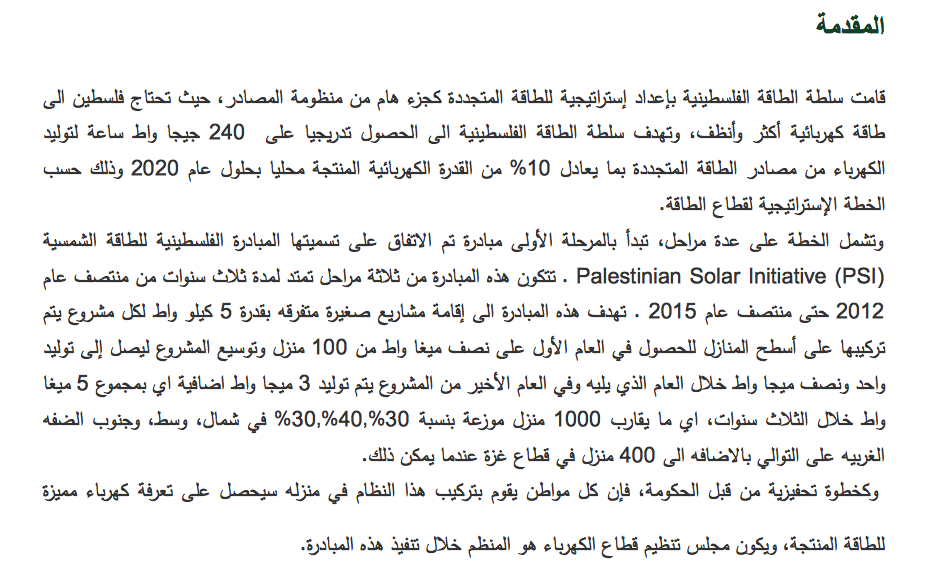 المقدمة
قامت سلطة الطاقة الفلسطينية بإعداد إستراتيجية للطاقة المتجددة كجزء هام من منظومة المصادر، حيث تحتاج فلسطين الى
طاقة كهربائية أكثر وأنظف، وتهدف سلطة الطاقة الفلسطينية الى الحصول تدريجيا على 240 جيجا واط ساعة لتوليد
الكهرباء من مصادر الطاقة المتجددة بما يعادل 10% من القدرة الكهربائية المنتجة محليا بحلول عام 2020 وذلك حسب
الخطة الإستراتيجية لقطاع الطاقة.
وتشمل الخطة على عدة مراحل، تبدأ بالمرحلة الأولى مبادرة تم الاتفاق على تسميتها المبادرة الفلسطينية للطاقة الشمسية
Palestinian Solar Initiative (PSI) . تتكون هذه المبادرة من ثلاثة مراحل تمتد لمدة ثلاث سنوات من منتصف عام
2012 حتى منتصف عام 2015 . تهدف هذه المبادرة الى إقامة مشاريع صغيرة متفرقه بقدرة 5 كيلو واط لكل مشروع يتم
تركيبها على أسطح المنازل للحصول في العام الأول على نصف ميغا واط من 100 منزل وتوسيع المشروع ليصل إلى توليد
واحد ونصف ميجا واط خلال العام الذي يليه وفي العام الأخير من المشروع يتم توليد 3 ميجا واط اضافية اي بمجموع 5 ميغا
واط خلال الثلاث سنوات، اي ما يقارب 1000 منزل موزعة بنسبة 30%,40%,30% في شمال، وسط، وجنوب الضفه
الغربيه على التوالي بالاضافه الى 400 منزل في قطاع غزة عندما يمكن ذلك.
وكخطوة تحفيزية من قبل الحكومة، فإن كل مواطن يقوم بتركيب هذا النظام في منزله سيحصل على تعرفة كهرباء مميزة
للطاقة المنتجة، ويكون مجلس تنظيم قطاع الكهرباء هو المنظم خلال تنفيذ هذه المبادرة.